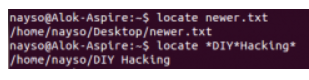 nayso@Alok-Aspire:~$ locate newer.txt
/home/nayso/Desktop/newer.txt
nayso@Alok-Aspire:~$ locate *DIY*Hacking*
/home/nayso/DIY Hacking